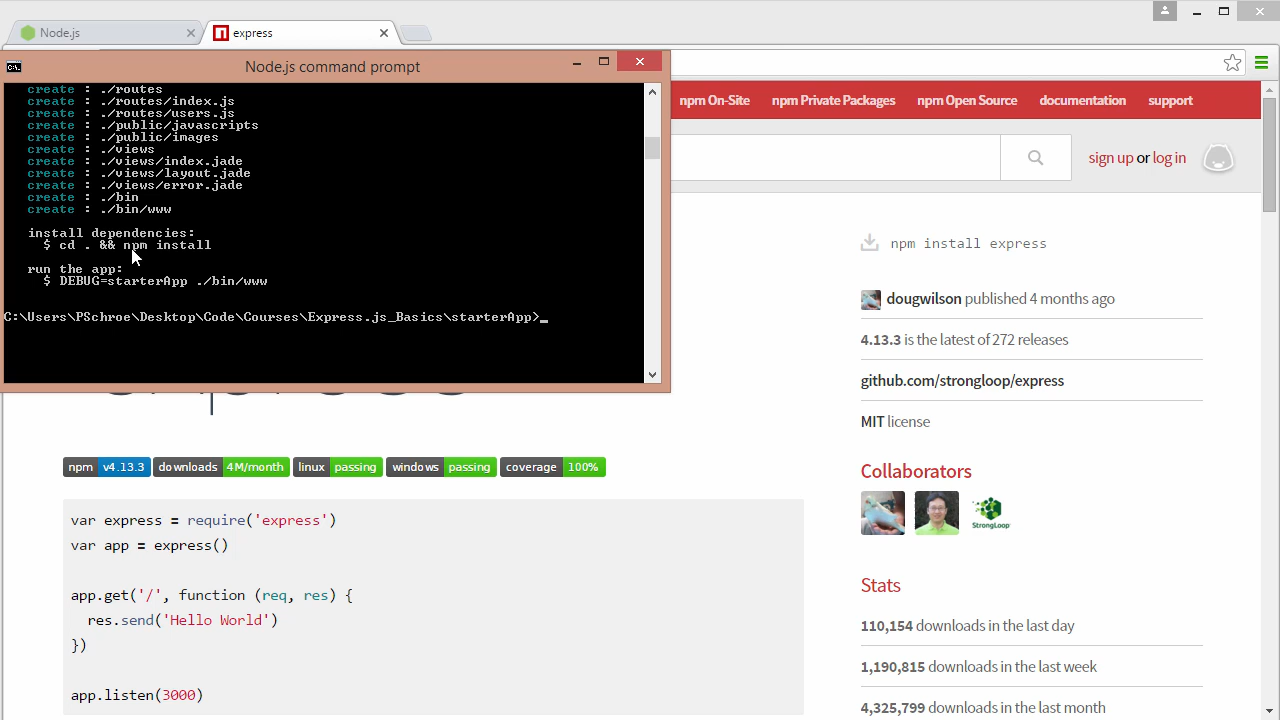 Node.js
express
Node.js command prompt
create : ./routes
create : ./routes/index.js
create : ./routes/users.js
create : ./public/javascripts
create : ./public/images
create : ./views
create : ./views/index.jade
create : ./views/layout.jade
create : ./views/error.jade
create : ./bin
create : ./bin/www
install dependencies:
$ cd . && npm install
run the app:
$ DEBUG=starterApp ./bin/www
C:\Users\PSchroe\Desktop\Code\Courses\Express.js_Basics\starterApp>_
npm On-Site
npm Private Packages
npm Open Source
documentation
support
sign up or log in
npm install express
dougwilson published 4 months ago
4.13.3 is the latest of 272 releases
github.com/strongloop/express
MIT license
Collaborators
StrongLoop
Stats
110,154 downloads in the last day
1,190,815 downloads in the last week
4,325,799 downloads in the last month
npm v4.13.3 downloads 4M/month linux passing windows passing coverage 100%
var express = require('express')
var app = express()
app.get('/', function (req, res) {
res.send('Hello World')
})
app.listen(3000)